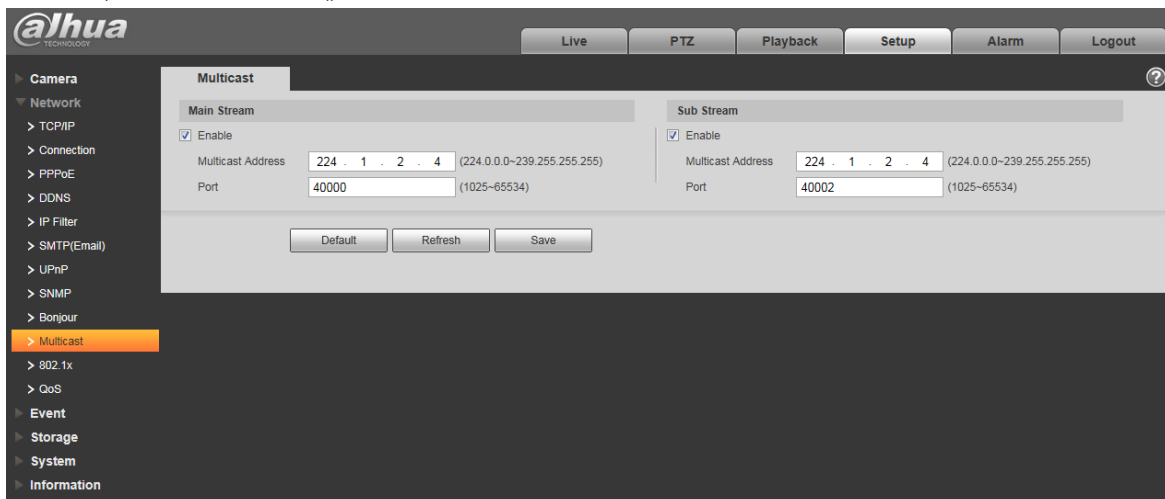 alhua
TECHNOLOGY
Live PTZ Playback Setup Alarm Logout
Camera
Network
> TCP/IP
> Connection
> PPPoE
> DDNS
> IP Filter
> SMTP(Email)
> UPnP
> SNMP
> Bonjour
> Multicast
> 802.1x
> QoS
Event
Storage
System
Information
Multicast
?
Main Stream
Enable
Multicast Address 224 . 1 . 2 . 4 (224.0.0.0~239.255.255.255)
Port 40000 (1025~65534)
Sub Stream
Enable
Multicast Address 224 . 1 . 2 . 4 (224.0.0.0~239.255.255.255)
Port 40002 (1025~65534)
Default Refresh Save